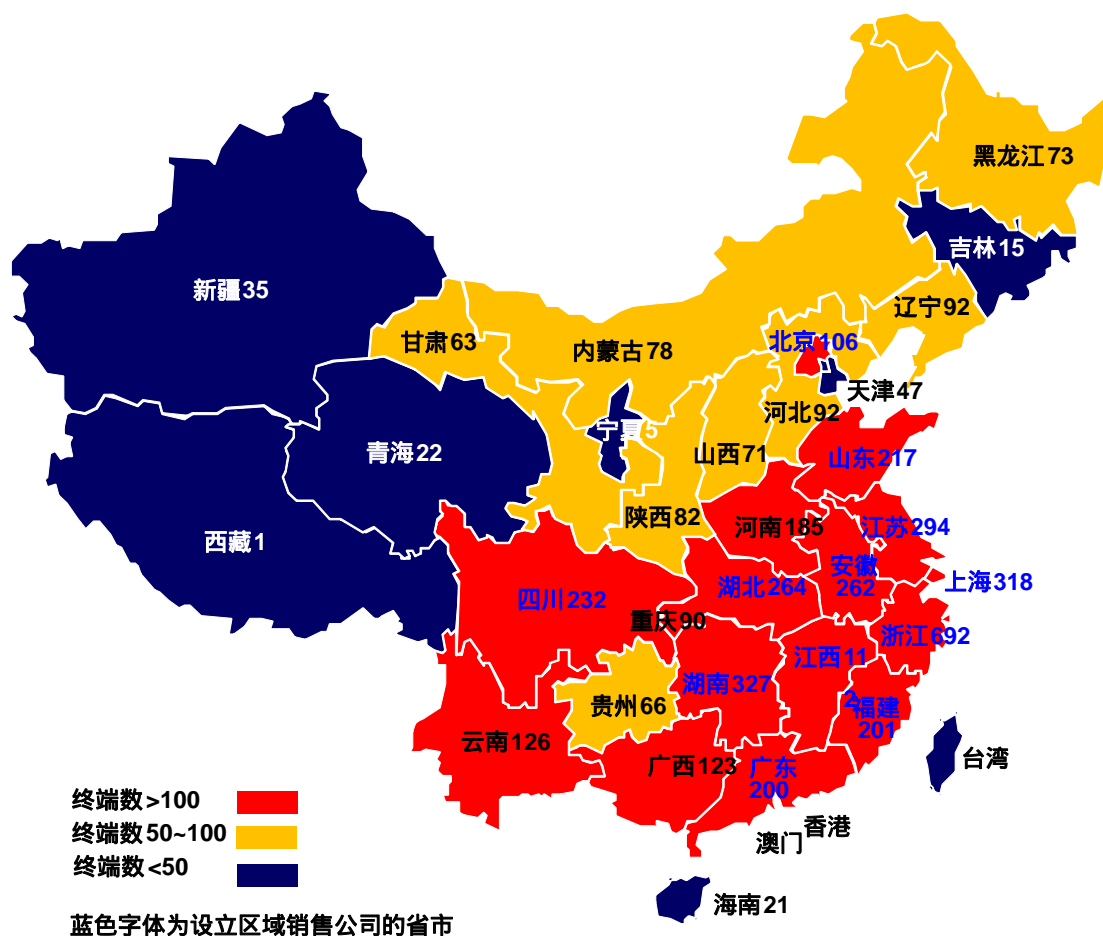 黑龙江73
吉林15
新疆35
辽宁92
甘肃63
北京106
内蒙古78
天津47
河北92
宁夏5
青海22
山西71
山东217
陕西82
河南185
江苏294
西藏1
安徽
262
上海318
湖北264
四川232
重庆90
浙江692
江西11
2
湖南327
贵州66
福建
201
云南126
广西123
广东
200
台湾
终端数>100
香港
终端数50~100
澳门
终端数<50
海南21
蓝色字体为设立区域销售公司的省市